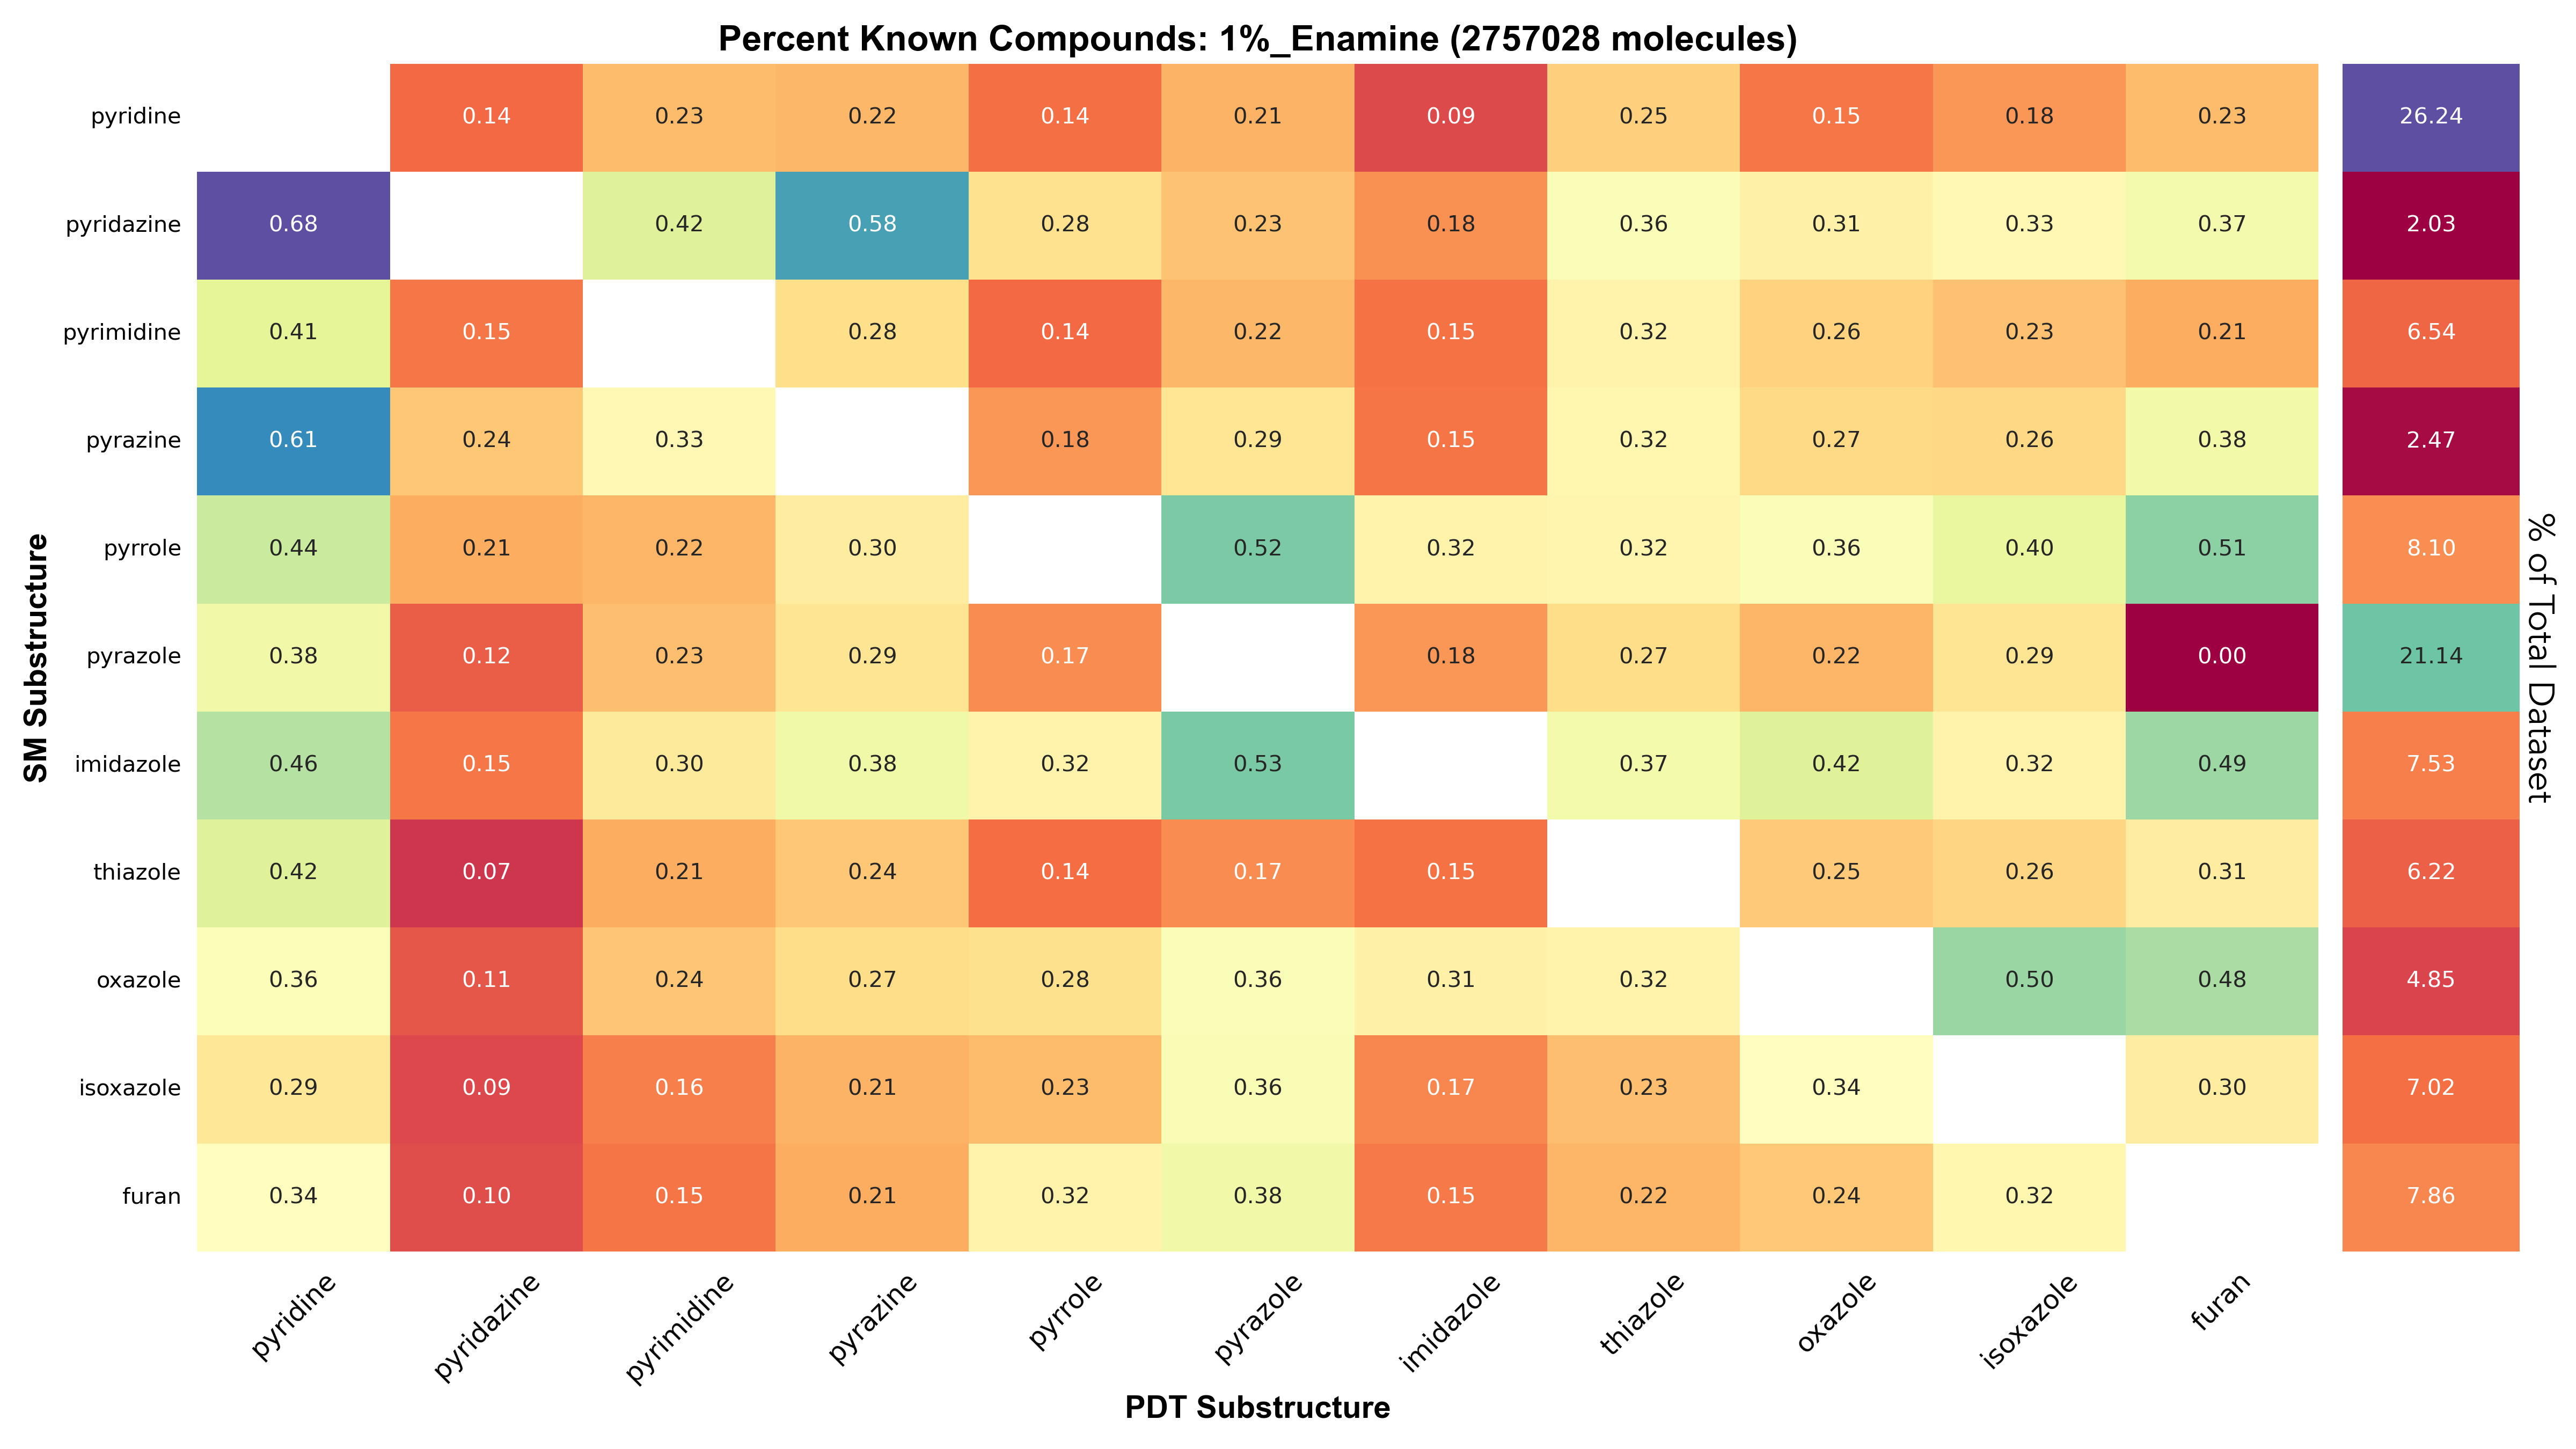 Percent Known Compounds: 1%_Enamine (2757028 molecules)
pyridine 0.14 0.23 0.22 0.14 0.21 0.09 0.25 0.15 0.18 0.23 26.24
pyridazine 0.68 0.42 0.58 0.28 0.23 0.18 0.36 0.31 0.33 0.37 2.03
pyrimidine 0.41 0.15 0.28 0.14 0.22 0.15 0.32 0.26 0.23 0.21 6.54
pyrazine 0.61 0.24 0.33 0.18 0.29 0.15 0.32 0.27 0.26 0.38 2.47
pyrrole 0.44 0.21 0.22 0.30 0.52 0.32 0.32 0.36 0.40 0.51 8.10
pyrazole 0.38 0.12 0.23 0.29 0.17 0.18 0.27 0.22 0.29 0.00 21.14
imidazole 0.46 0.15 0.30 0.38 0.32 0.53 0.37 0.42 0.32 0.49 7.53
thiazole 0.42 0.07 0.21 0.24 0.14 0.17 0.15 0.25 0.26 0.31 6.22
oxazole 0.36 0.11 0.24 0.27 0.28 0.36 0.31 0.32 0.50 0.48 4.85
isoxazole 0.29 0.09 0.16 0.21 0.23 0.36 0.17 0.23 0.34 0.30 7.02
furan 0.34 0.10 0.15 0.21 0.32 0.38 0.15 0.22 0.24 0.32 7.86
pyridine pyridazine pyrimidine pyrazine pyrrole pyrazole imidazole thiazole oxazole isoxazole furan
PDT Substructure
SM Substructure
% of Total Dataset